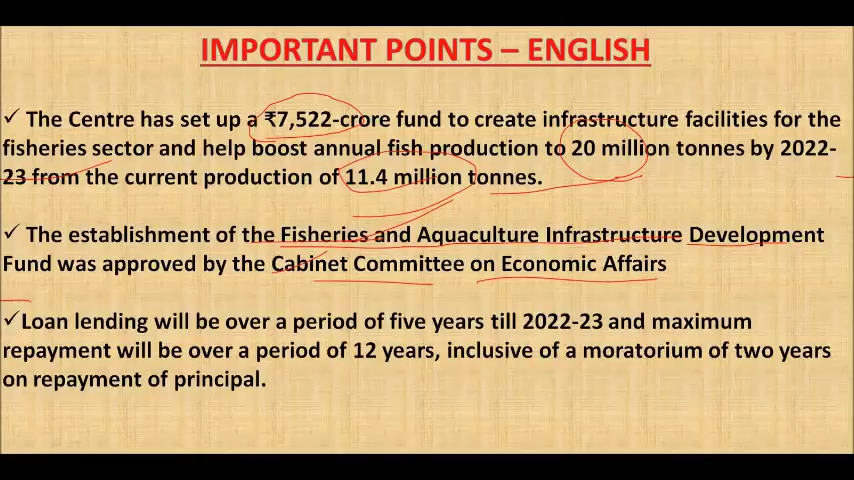 IMPORTANT POINTS – ENGLISH
✓ The Centre has set up a ₹7,522-crore fund to create infrastructure facilities for the
fisheries sector and help boost annual fish production to 20 million tonnes by 2022-
23 from the current production of 11.4 million tonnes.
✓ The establishment of the Fisheries and Aquaculture Infrastructure Development
Fund was approved by the Cabinet Committee on Economic Affairs
✓Loan lending will be over a period of five years till 2022-23 and maximum
repayment will be over a period of 12 years, inclusive of a moratorium of two years
on repayment of principal.